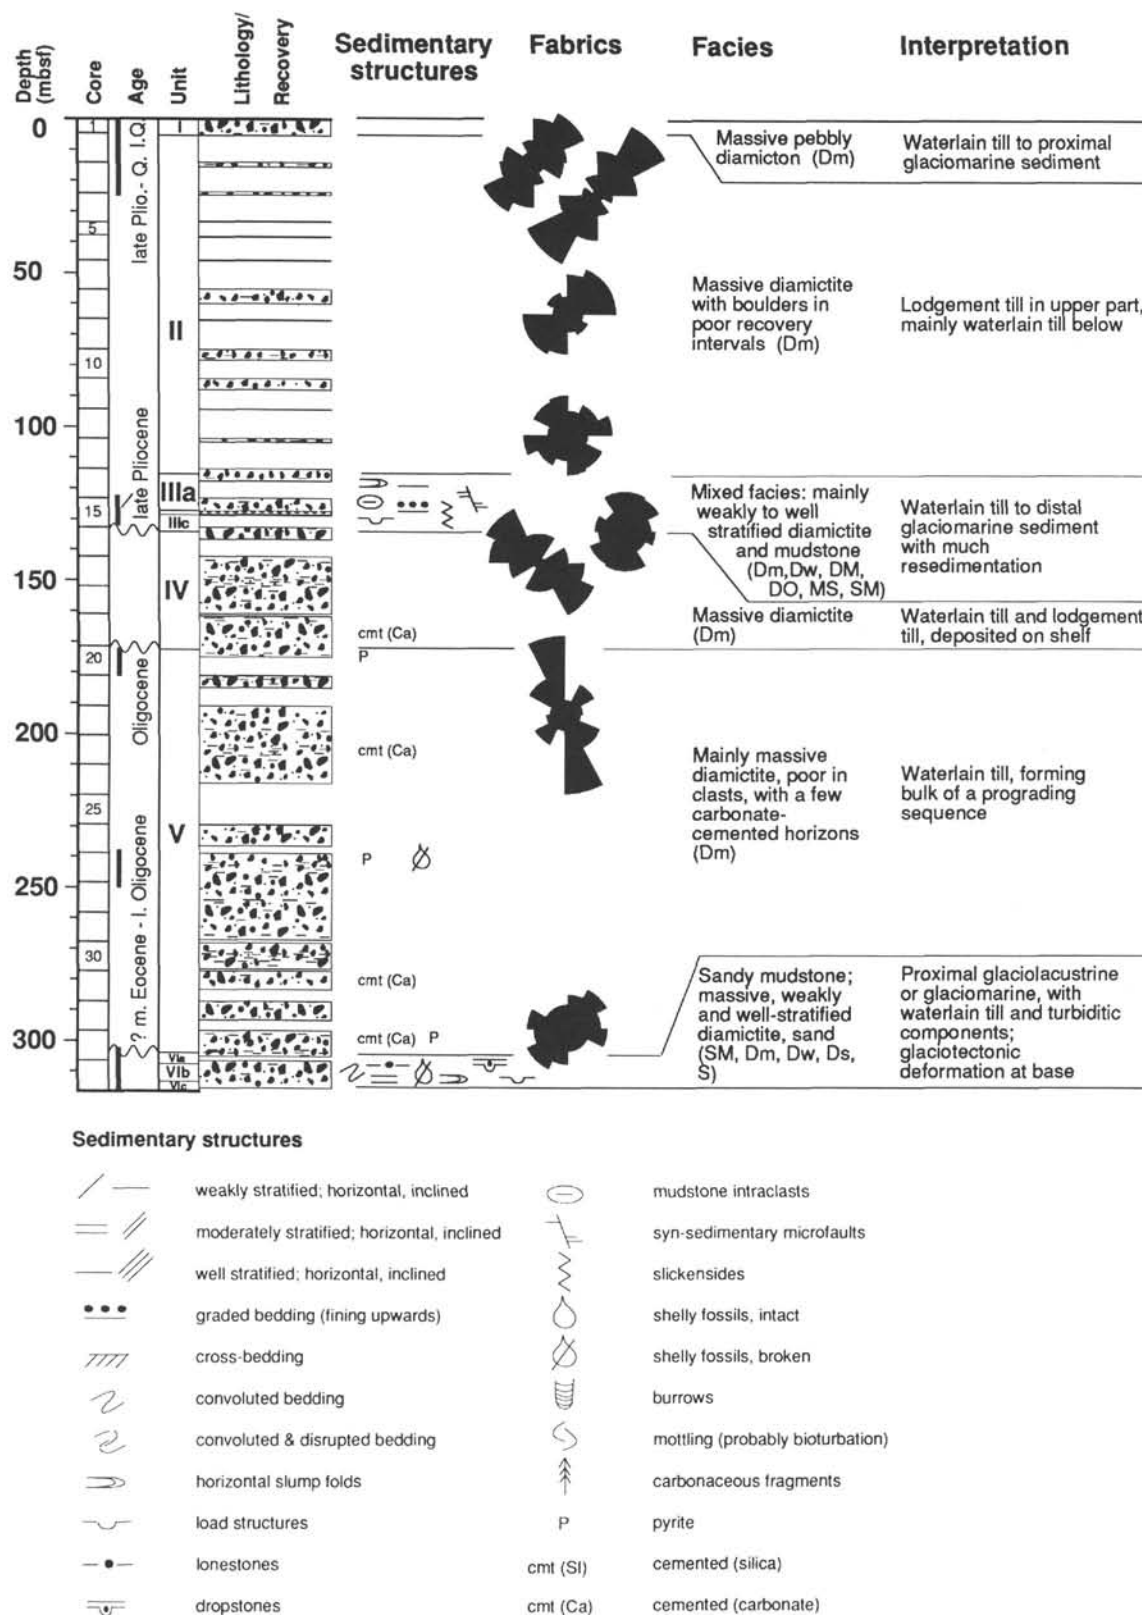 Depth (mbsf)
Core
Age
Unit
Lithology/ Recovery
Sedimentary structures
Fabrics
Facies
Interpretation
0
50
100
150
200
250
300
1
5
10
15
20
25
30
late Plio.- Q. l.Q.
late Pliocene
Oligocene
? m. Eocene - l. Oligocene
I
II
IIIa
IIIc
IV
V
VIa
VIb
VIc
cmt (Ca)
P
cmt (Ca)
P
cmt (Ca)
cmt (Ca) P
Massive pebbly
diamicton (Dm)
Waterlain till to proximal
glaciomarine sediment
Massive diamictite
with boulders in
poor recovery
intervals (Dm)
Lodgement till in upper part,
mainly waterlain till below
Mixed facies: mainly
weakly to well
stratified diamictite
and mudstone
(Dm,Dw, DM,
DO, MS, SM)
Waterlain till to distal
glaciomarine sediment
with much
resedimentation
Massive diamictite
(Dm)
Waterlain till and lodgement
till, deposited on shelf
Mainly massive
diamictite, poor in
clasts, with a few
carbonate-
cemented horizons
(Dm)
Waterlain till, forming
bulk of a prograding
sequence
Sandy mudstone;
massive, weakly
and well-stratified
diamictite, sand
(SM, Dm, Dw, Ds,
S)
Proximal glaciolacustrine
or glaciomarine, with
waterlain till and turbiditic
components;
glaciotectonic
deformation at base
Sedimentary structures
weakly stratified; horizontal, inclined
moderately stratified; horizontal, inclined
well stratified; horizontal, inclined
graded bedding (fining upwards)
cross-bedding
convoluted bedding
convoluted & disrupted bedding
horizontal slump folds
load structures
lonestones
dropstones
mudstone intraclasts
syn-sedimentary microfaults
slickensides
shelly fossils, intact
shelly fossils, broken
burrows
mottling (probably bioturbation)
carbonaceous fragments
P pyrite
cmt (SI) cemented (silica)
cmt (Ca) cemented (carbonate)